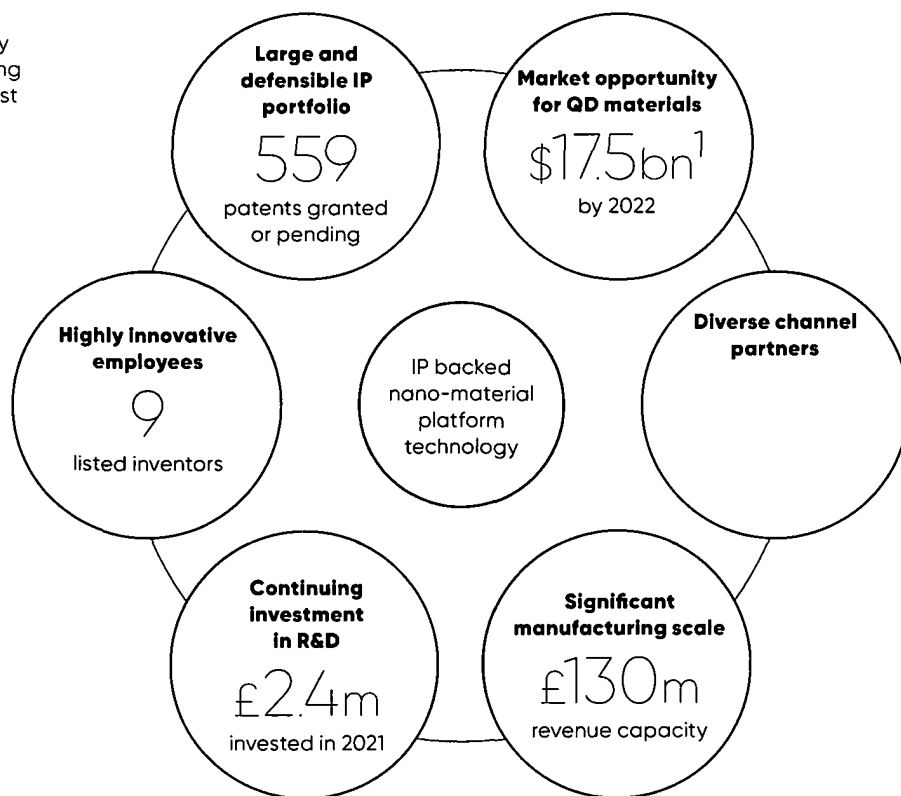 y
ng
st
Large and
defensible IP
portfolio
559
patents granted
or pending
Market opportunity
for QD materials
$17.5bn¹
by 2022
Highly innovative
employees
9
listed inventors
IP backed
nano-material
platform
technology
Diverse channel
partners
Continuing
investment
in R&D
£2.4m
invested in 2021
Significant
manufacturing scale
£130m
revenue capacity